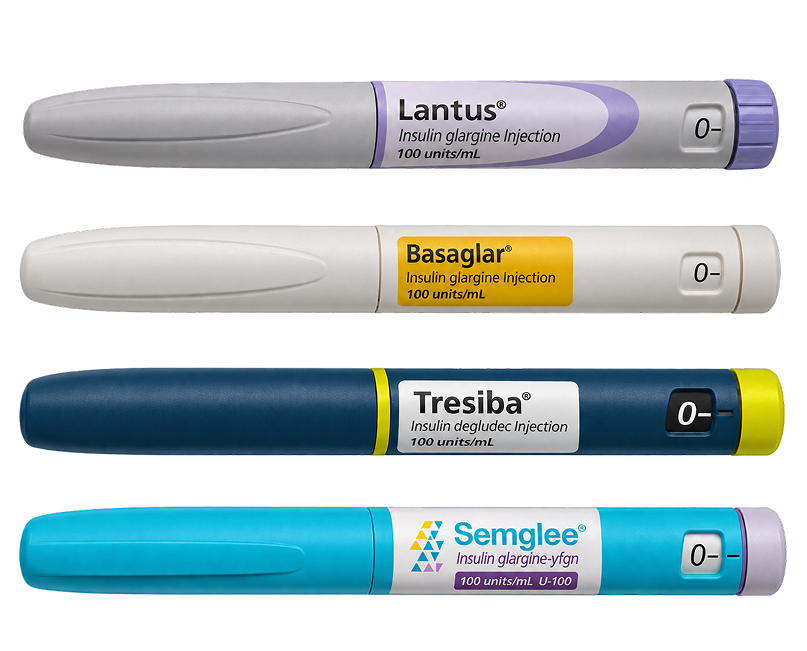 Lantus®
Insulin glargine Injection
100 units/mL
0-
Basaglar®
Insulin glargine Injection
100 units/mL
0-
Tresiba®
Insulin degludec Injection
100 units/mL
0-
Semglee®
Insulin glargine-yfgn
100 units/mL U-100
0-